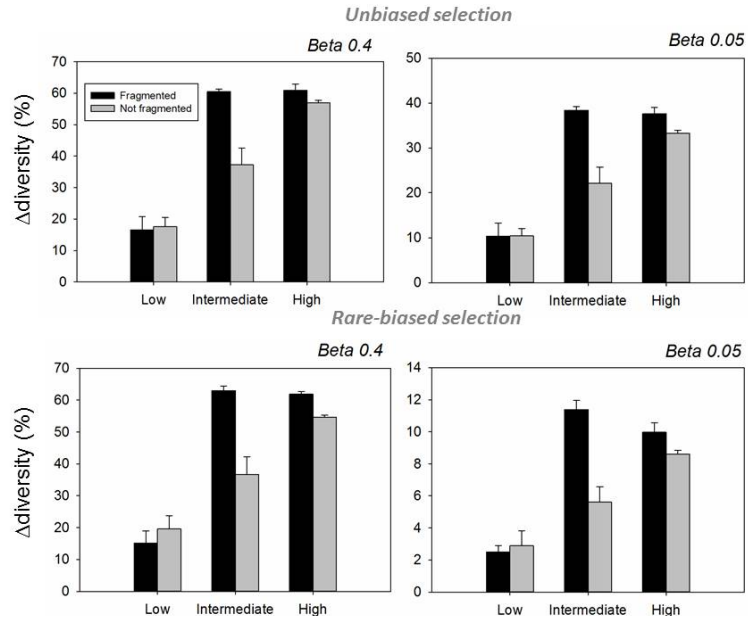 Unbiased selection
Beta 0.4
Beta 0.05
Δdiversity (%)
70
60
50
40
30
20
10
0
Fragmented
Not fragmented
Low Intermediate High
50
40
30
20
10
0
Low Intermediate High
Rare-biased selection
Beta 0.4
Beta 0.05
Δdiversity (%)
70
60
50
40
30
20
10
0
Low Intermediate High
14
12
10
8
6
4
2
0
Low Intermediate High